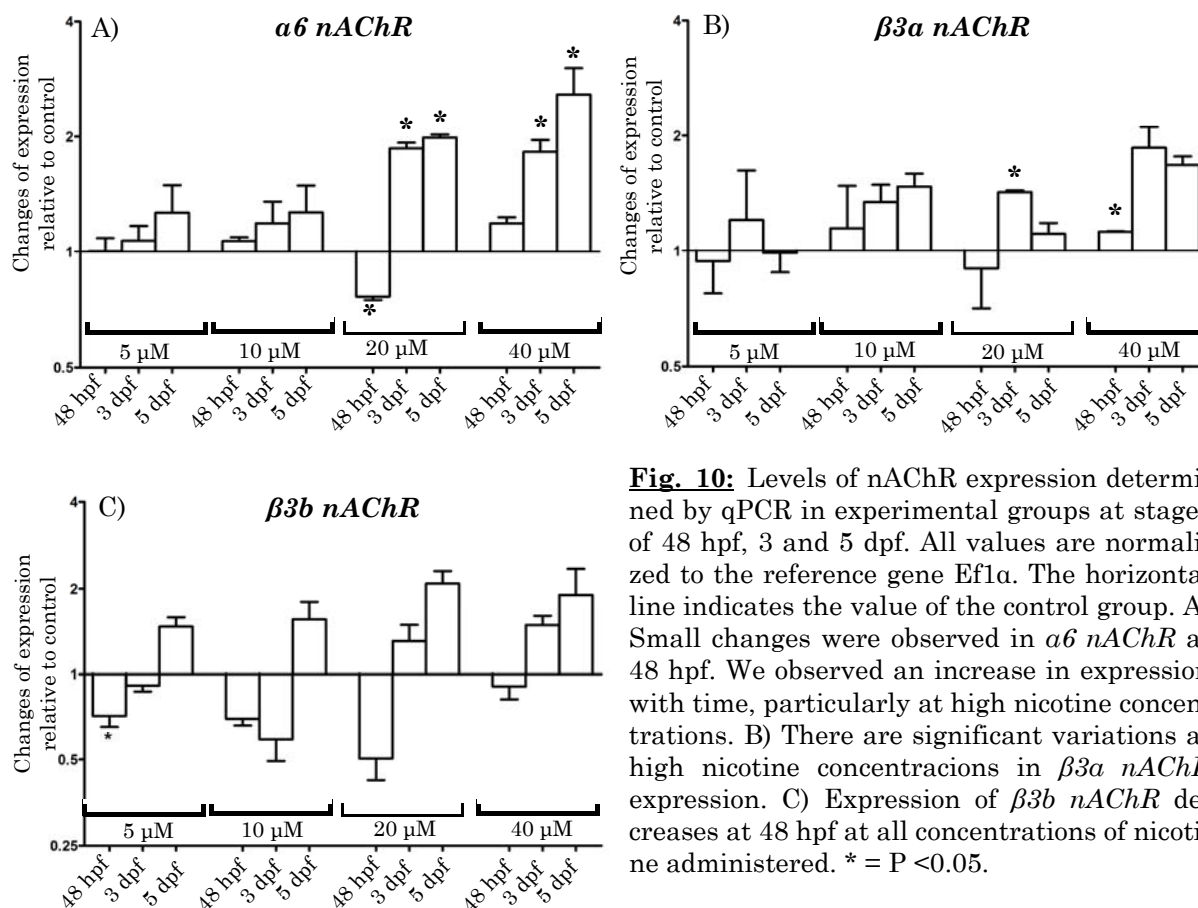 A)
α6 nAChR
Changes of expression
relative to control
4
2
1
0.5
*
*
*
*
*
5 µM
10 µM
20 µM
40 µM
48 hpf
3 dpf
5 dpf
48 hpf
3 dpf
5 dpf
48 hpf
3 dpf
5 dpf
48 hpf
3 dpf
5 dpf
B)
β3a nAChR
Changes of expression
relative to control
4
2
1
0.5
*
*
5 µM
10 µM
20 µM
40 µM
48 hpf
3 dpf
5 dpf
48 hpf
3 dpf
5 dpf
48 hpf
3 dpf
5 dpf
48 hpf
3 dpf
5 dpf
C)
β3b nAChR
Changes of expression
relative to control
4
2
1
0.5
0.25
*
5 µM
10 µM
20 µM
40 µM
48 hpf
3 dpf
5 dpf
48 hpf
3 dpf
5 dpf
48 hpf
3 dpf
5 dpf
48 hpf
3 dpf
5 dpf
Fig. 10: Levels of nAChR expression determi-
ned by qPCR in experimental groups at stage
of 48 hpf, 3 and 5 dpf. All values are normali-
zed to the reference gene Ef1α. The horizonta
line indicates the value of the control group. A
Small changes were observed in α6 nAChR a
48 hpf. We observed an increase in expression
with time, particularly at high nicotine concen-
trations. B) There are significant variations a
high nicotine concentracions in β3a nAChR
expression. C) Expression of β3b nAChR de-
creases at 48 hpf at all concentrations of nicoti-
ne administered. * = P <0.05.